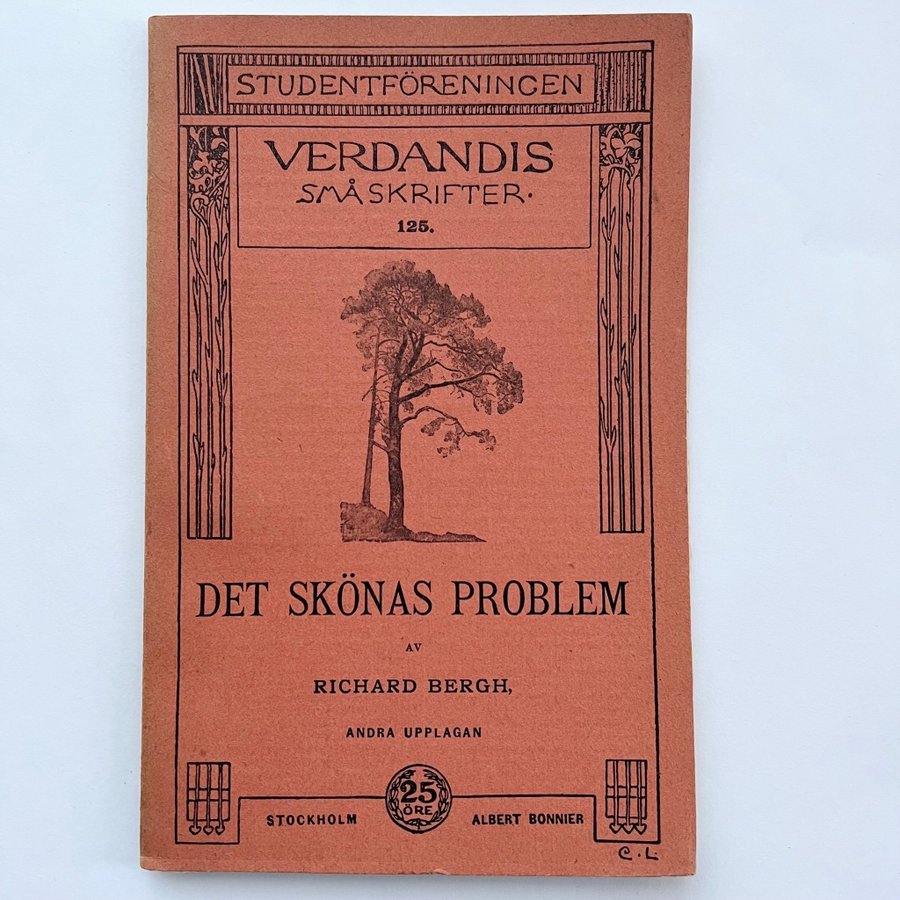 STUDENTFÖRENINGEN
VERDANDIS
SMÅSKRIFTER.
125.
DET SKÖNAS PROBLEM
AV
RICHARD BERGH,
ANDRA UPPLAGAN
25
ÖRE
STOCKHOLM ALBERT BONNIER
C.L.